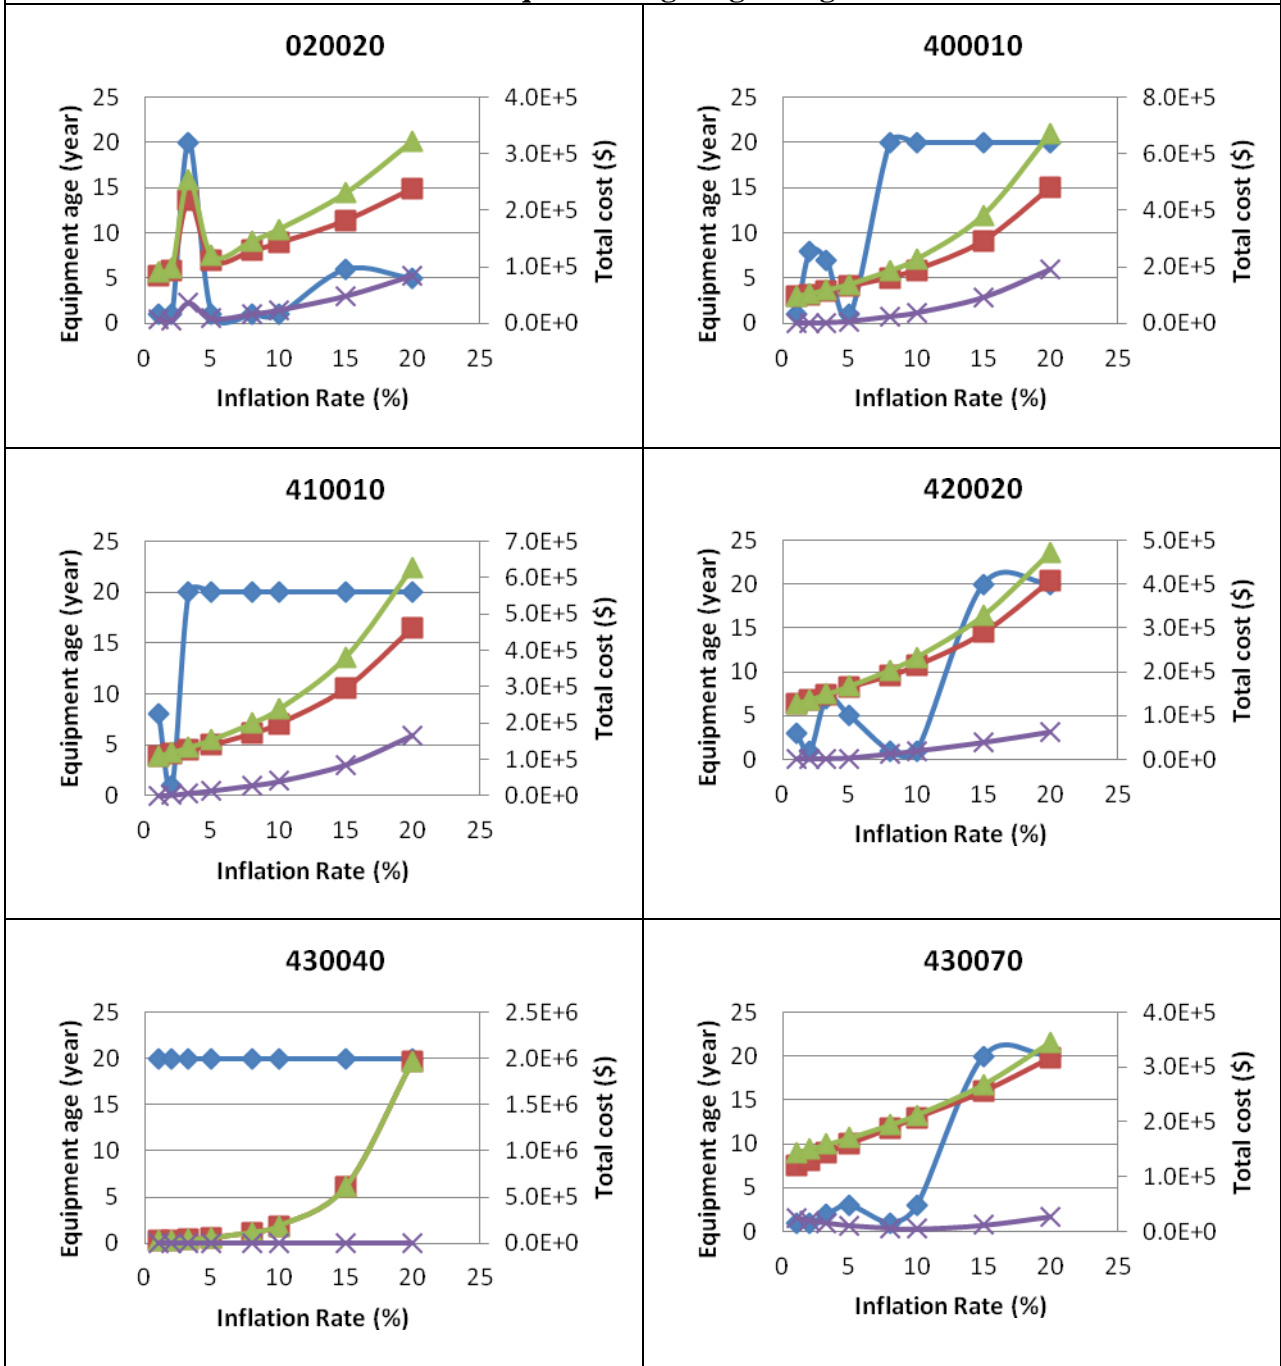 020020
25
20
15
10
5
0
Equipment age (year)
4.0E+5
3.0E+5
2.0E+5
1.0E+5
0.0E+0
Total cost ($)
0 5 10 15 20 25
Inflation Rate (%)
400010
25
20
15
10
5
0
Equipment age (year)
8.0E+5
6.0E+5
4.0E+5
2.0E+5
0.0E+0
Total cost ($)
0 5 10 15 20 25
Inflation Rate (%)
410010
25
20
15
10
5
0
Equipment age (year)
7.0E+5
6.0E+5
5.0E+5
4.0E+5
3.0E+5
2.0E+5
1.0E+5
0.0E+0
Total cost ($)
0 5 10 15 20 25
Inflation Rate (%)
420020
25
20
15
10
5
0
Equipment age (year)
5.0E+5
4.0E+5
3.0E+5
2.0E+5
1.0E+5
0.0E+0
Total cost ($)
0 5 10 15 20 25
Inflation Rate (%)
430040
25
20
15
10
5
0
Equipment age (year)
2.5E+6
2.0E+6
1.5E+6
1.0E+6
5.0E+5
0.0E+0
Total cost ($)
0 5 10 15 20 25
Inflation Rate (%)
430070
25
20
15
10
5
0
Equipment age (year)
4.0E+5
3.0E+5
2.0E+5
1.0E+5
0.0E+0
Total cost ($)
0 5 10 15 20 25
Inflation Rate (%)